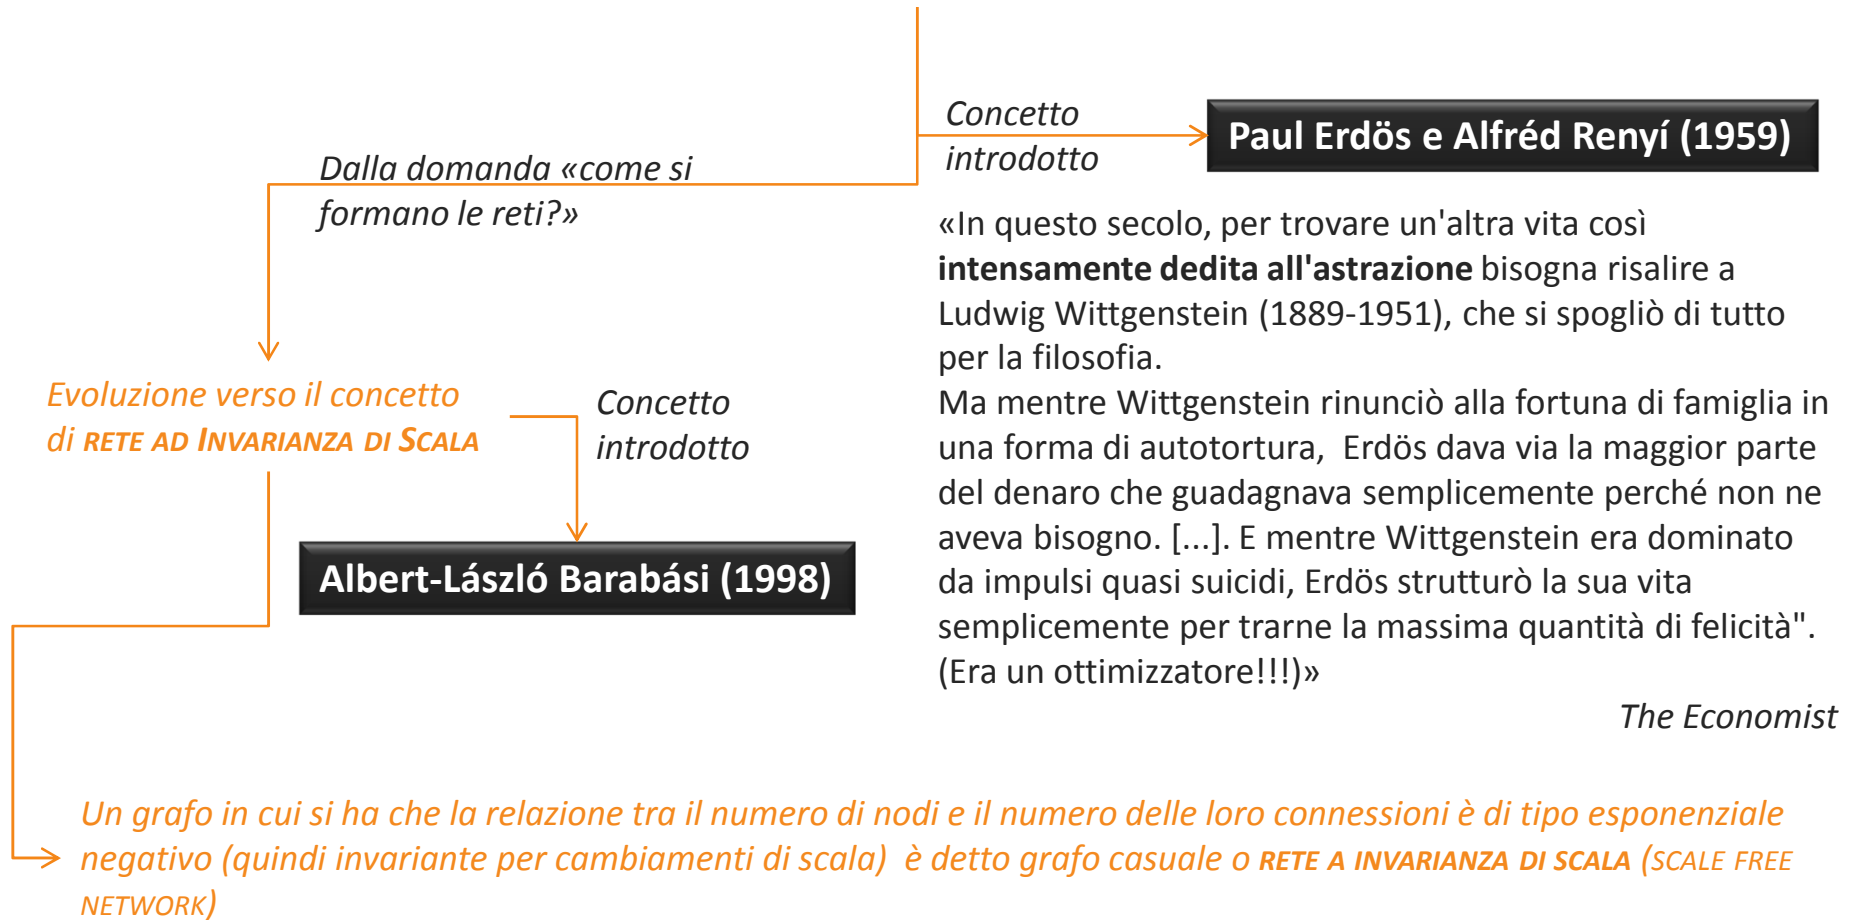 Concetto
introdotto
Paul Erdös e Alfréd Renyí (1959)
Dalla domanda «come si
formano le reti?»
«In questo secolo, per trovare un'altra vita così
intensamente dedita all'astrazione bisogna risalire a
Ludwig Wittgenstein (1889-1951), che si spogliò di tutto
per la filosofia.
Ma mentre Wittgenstein rinunciò alla fortuna di famiglia in
una forma di autotortura, Erdös dava via la maggior parte
del denaro che guadagnava semplicemente perché non ne
aveva bisogno. [...]. E mentre Wittgenstein era dominato
da impulsi quasi suicidi, Erdös strutturò la sua vita
semplicemente per trarne la massima quantità di felicità".
(Era un ottimizzatore!!!)»
The Economist
Evoluzione verso il concetto
di RETE AD INVARIANZA DI SCALA
Concetto
introdotto
Albert-László Barabási (1998)
Un grafo in cui si ha che la relazione tra il numero di nodi e il numero delle loro connessioni è di tipo esponenziale
negativo (quindi invariante per cambiamenti di scala) è detto grafo casuale o RETE A INVARIANZA DI SCALA (SCALE FREE
NETWORK)